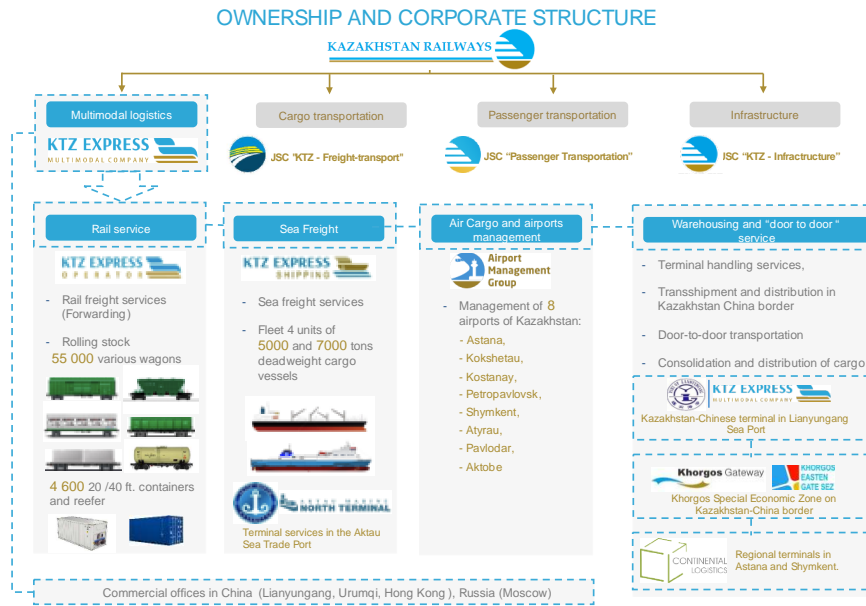 OWNERSHIP AND CORPORATE STRUCTURE
KAZAKHSTAN RAILWAYS
Multimodal logistics
KTZ EXPRESS
MULTIMODAL COMPANY
Cargo transportation
JSC "KTZ - Freight-transport"
Passenger transportation
JSC “Passenger Transportation”
Infrastructure
JSC “KTZ - Infractructure”
Rail service
KTZ EXPRESS
OPERATOR
- Rail freight services
(Forwarding)
- Rolling stock
55 000 various wagons
4 600 20 /40 ft. containers
and reefer
Sea Freight
KTZ EXPRESS
SHIPPING
- Sea freight services
- Fleet 4 units of
5000 and 7000 tons
deadweight cargo
vessels
AKTAU MARINE
NORTH TERMINAL
Terminal services in the Aktau
Sea Trade Port
Air Cargo and airports
management
Airport
Management
Group
- Management of 8
airports of Kazakhstan:
- Astana,
- Kokshetau,
- Kostanay,
- Petropavlovsk,
- Shymkent,
- Atyrau,
- Pavlodar,
- Aktobe
Warehousing and "door to door "
service
- Terminal handling services,
- Transshipment and distribution in
Kazakhstan China border
- Door-to-door transportation
- Consolidation and distribution of cargo
KTZ EXPRESS
MULTIMODAL COMPANY
Kazakhstan-Chinese terminal in Lianyungang
Sea Port
Khorgos Gateway
KHORGOS
EASTEN
GATE SEZ
Khorgos Special Economic Zone on
Kazakhstan-China border
CONTINENTAL
LOGISTICS
Regional terminals in
Astana and Shymkent.
Commercial offices in China (Lianyungang, Urumqi, Hong Kong ), Russia (Moscow)